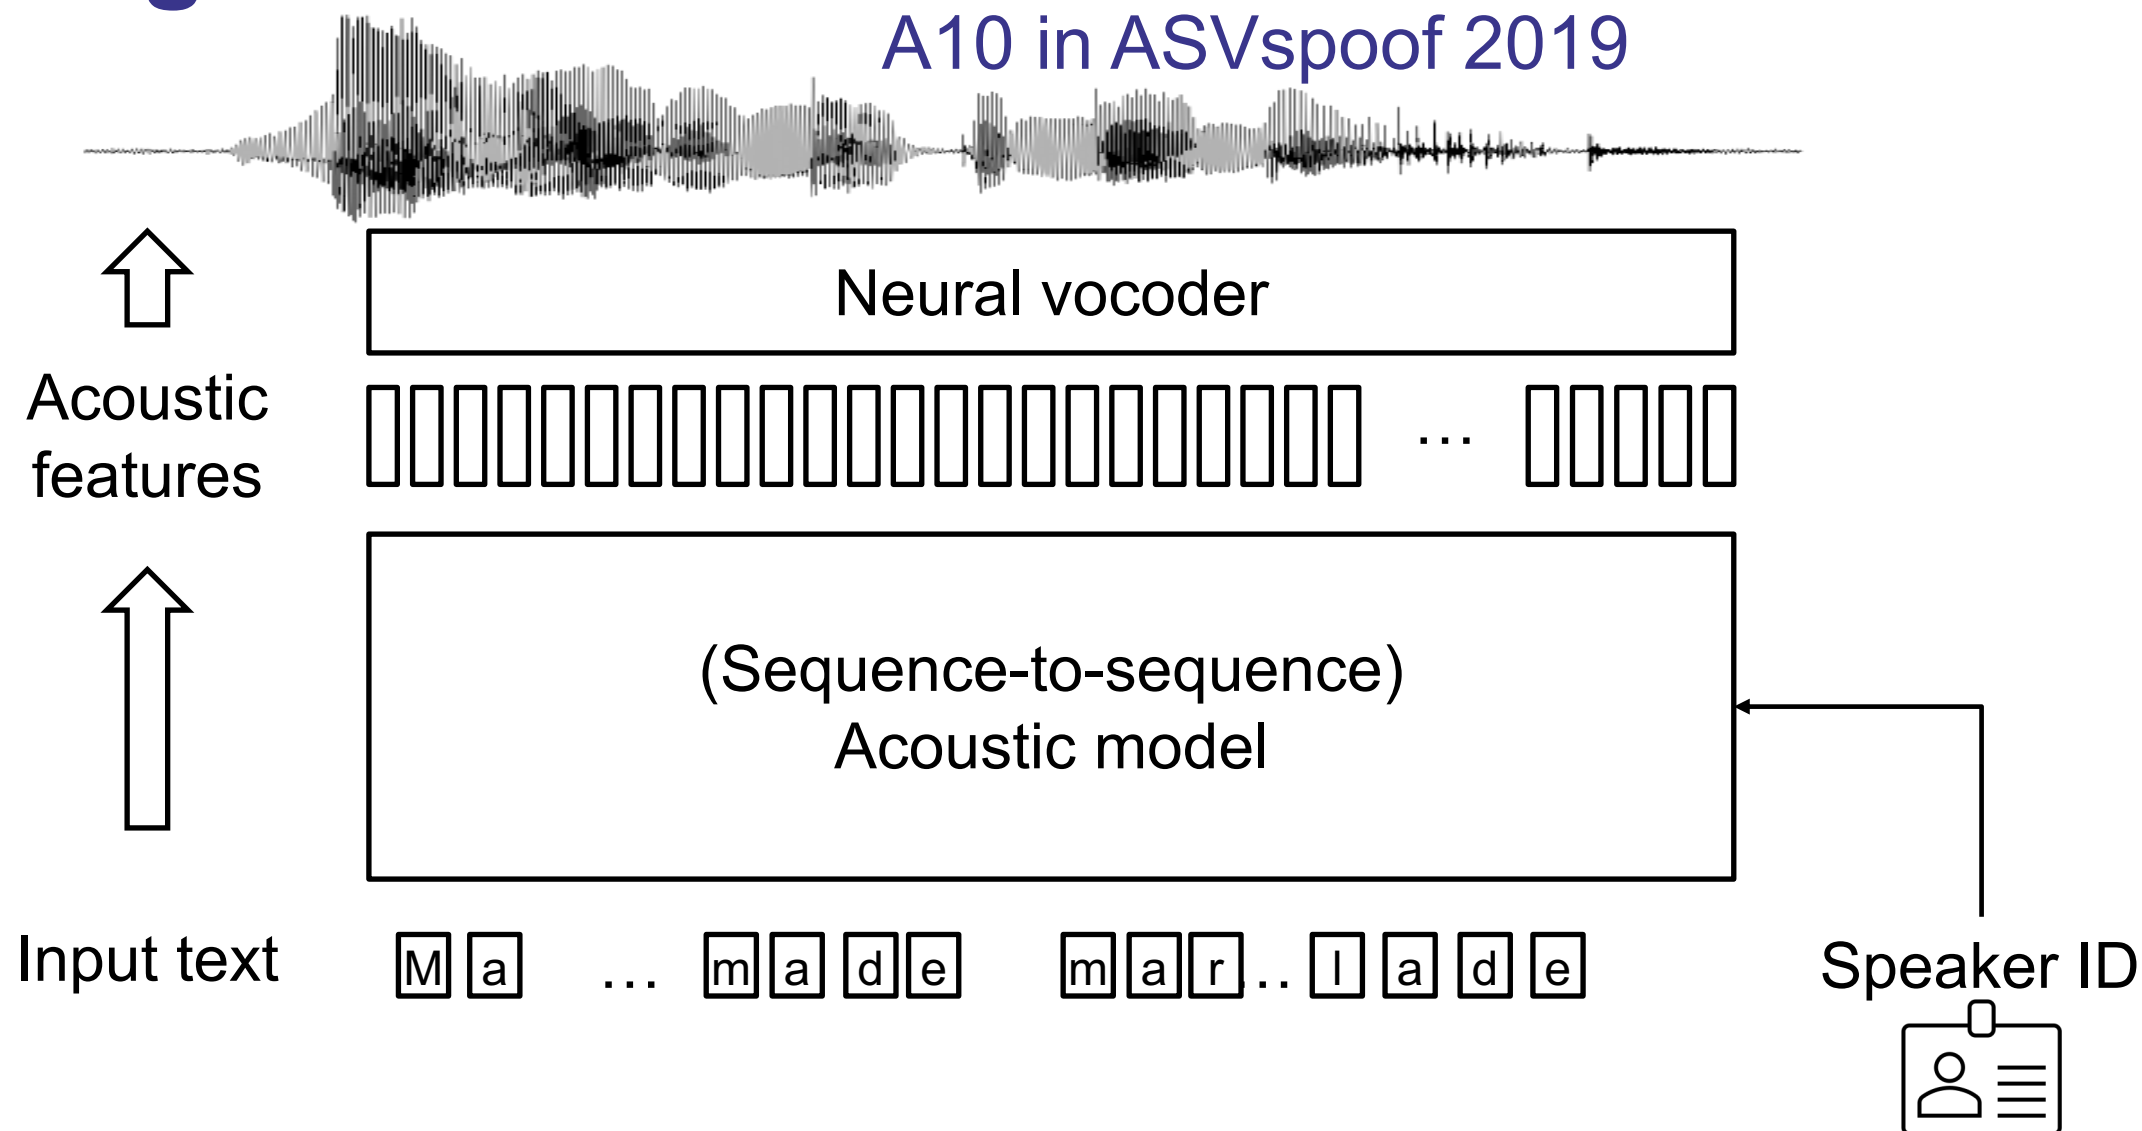 A10 in ASVspoof 2019
Neural vocoder
Acoustic
features
…
(Sequence-to-sequence)
Acoustic model
Input text
M a … m a d e m a r … l a d e
Speaker ID